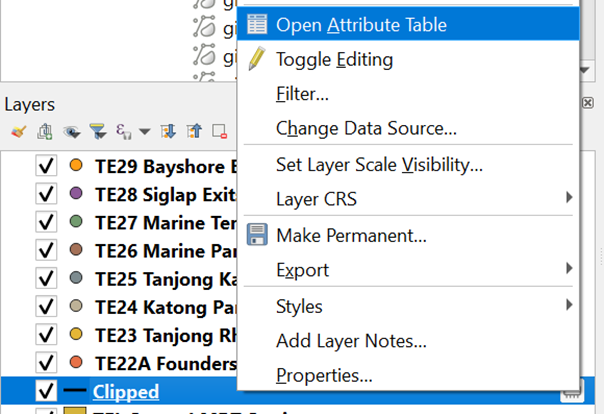 gi
gi
gi
Open Attribute Table
Toggle Editing
Filter...
Change Data Source...
Set Layer Scale Visibility...
Layer CRS
Make Permanent...
Export
Styles
Add Layer Notes...
Properties...
Layers
TE29 Bayshore E
TE28 Siglap Exit
TE27 Marine Ter
TE26 Marine Par
TE25 Tanjong Ka
TE24 Katong Par
TE23 Tanjong Rh
TE22A Founders
Clipped